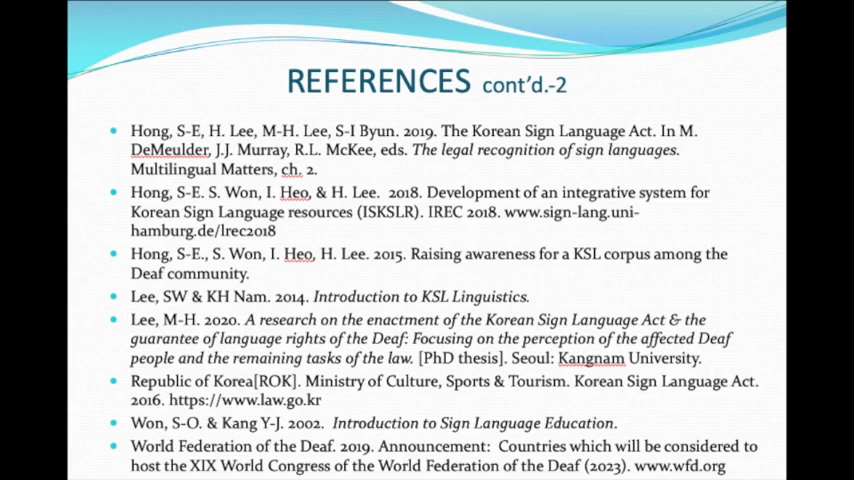 REFERENCES cont'd.-2
Hong, S-E, H. Lee, M-H. Lee, S-I Byun. 2019. The Korean Sign Language Act. In M.
DeMeulder, J.J. Murray, R.L. McKee, eds. The legal recognition of sign languages.
Multilingual Matters, ch. 2.
Hong, S-E. S. Won, I. Heo, & H. Lee. 2018. Development of an integrative system for
Korean Sign Language resources (ISKSLR). lREC 2018. www.sign-lang.uni-
hamburg.de/lrec2018
Hong, S-E., S. Won, I. Heo, H. Lee. 2015. Raising awareness for a KSL corpus among the
Deaf community.
Lee, SW & KH Nam. 2014. Introduction to KSL Linguistics.
Lee, M-H. 2020. A research on the enactment of the Korean Sign Language Act & the
guarantee of language rights of the Deaf: Focusing on the perception of the affected Deaf
people and the remaining tasks of the law. [PhD thesis]. Seoul: Kangnam University.
Republic of Korea[ROK]. Ministry of Culture, Sports & Tourism. Korean Sign Language Act.
2016. https://www.law.go.kr
Won, S-O. & Kang Y-J. 2002. Introduction to Sign Language Education.
World Federation of the Deaf. 2019. Announcement: Countries which will be considered to
host the XIX World Congress of the World Federation of the Deaf (2023). www.wfd.org